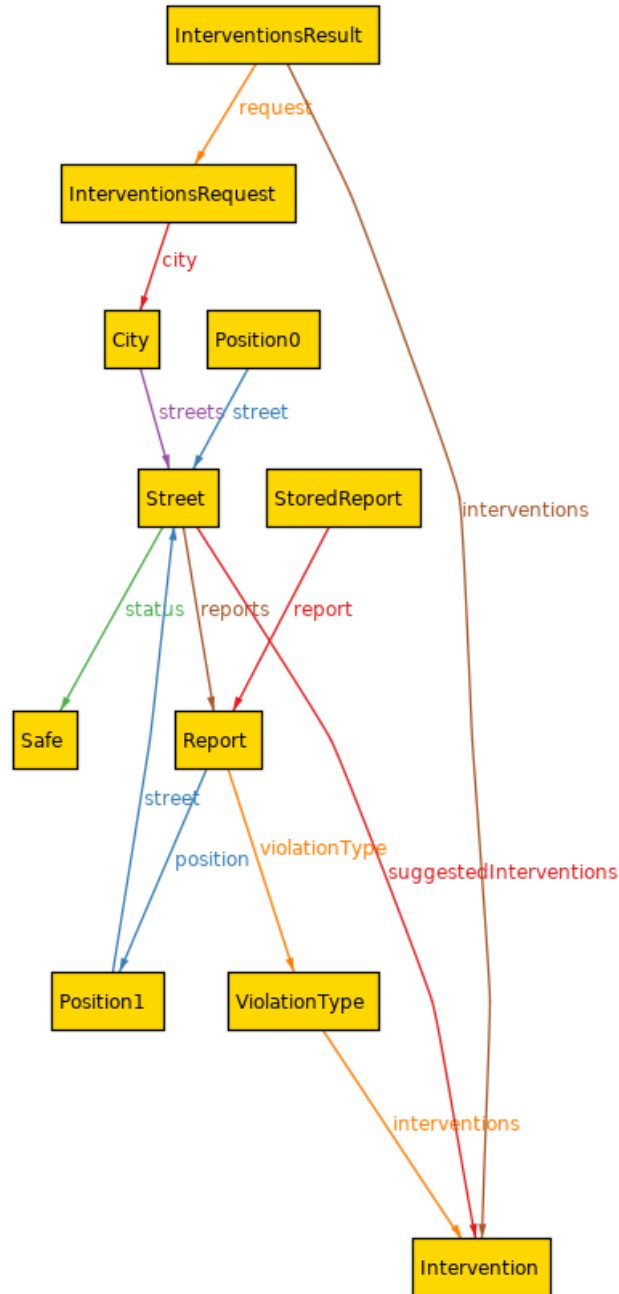 InterventionsResult
request
InterventionsRequest
city
City
Position0
streets
street
Street
StoredReport
interventions
status
reports
report
Safe
Report
street
violationType
position
suggestedInterventions
Position1
ViolationType
interventions
Intervention